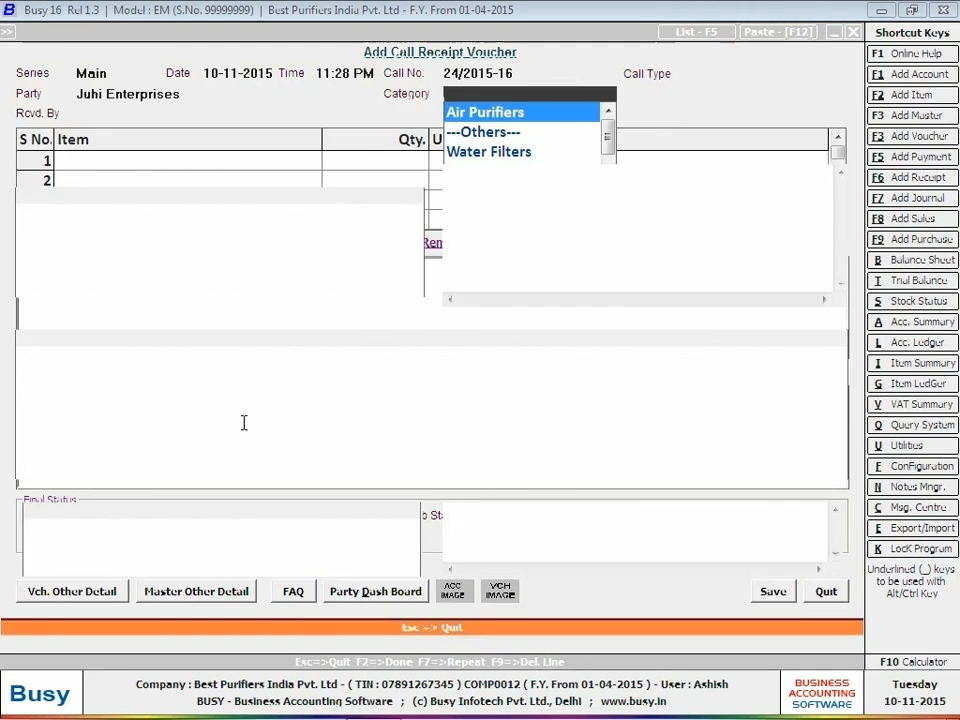 Busy 16 Rel 1.3 | Model : EM (S.No. 99999999) | Best Purifiers India Pvt. Ltd - F.Y. From 01-04-2015
>> List - F5 Paste - [F12] Shortcut Keys
Add Call Receipt Voucher
Series Main Date 10-11-2015 Time 11:28 PM Call No. 24/2015-16 Call Type
Party Juhi Enterprises Category
Rcvd. By
Air Purifiers
---Others---
Water Filters
S No. Item Qty. U
1
2
Rem
Final Status
b Sta
Vch. Other Detail Master Other Detail FAQ Party Dash Board ACC IMAGE VCH IMAGE Save Quit
Esc -> Quit
Esc=>Quit F2=>Done F7=>Repeat F9=>Del. Line
F1 Online Help
F1 Add Account
F2 Add Item
F3 Add Master
F3 Add Voucher
F5 Add Payment
F6 Add Receipt
F7 Add Journal
F8 Add Sales
F9 Add Purchase
B Balance Sheet
T Trial Balance
S Stock Status
A Acc. Summary
L Acc. Ledger
I Item Summary
G Item LedGer
V VAT Summary
Q Query System
U Utilities
F ConFiguration
N Notes Mngr.
C Msg. Centre
E Export/Import
K LocK Program
Underlined (_) keys
to be used with
Alt/Ctrl Key
F10 Calculator
Busy
Company : Best Purifiers India Pvt. Ltd - ( TIN : 07891267345 ) COMP0012 ( F.Y. From 01-04-2015 ) - User : Ashish
BUSY - Business Accounting Software ; (c) Busy Infotech Pvt. Ltd., Delhi ; www.busy.in
BUSINESS
ACCOUNTING
SOFTWARE
Tuesday
10-11-2015